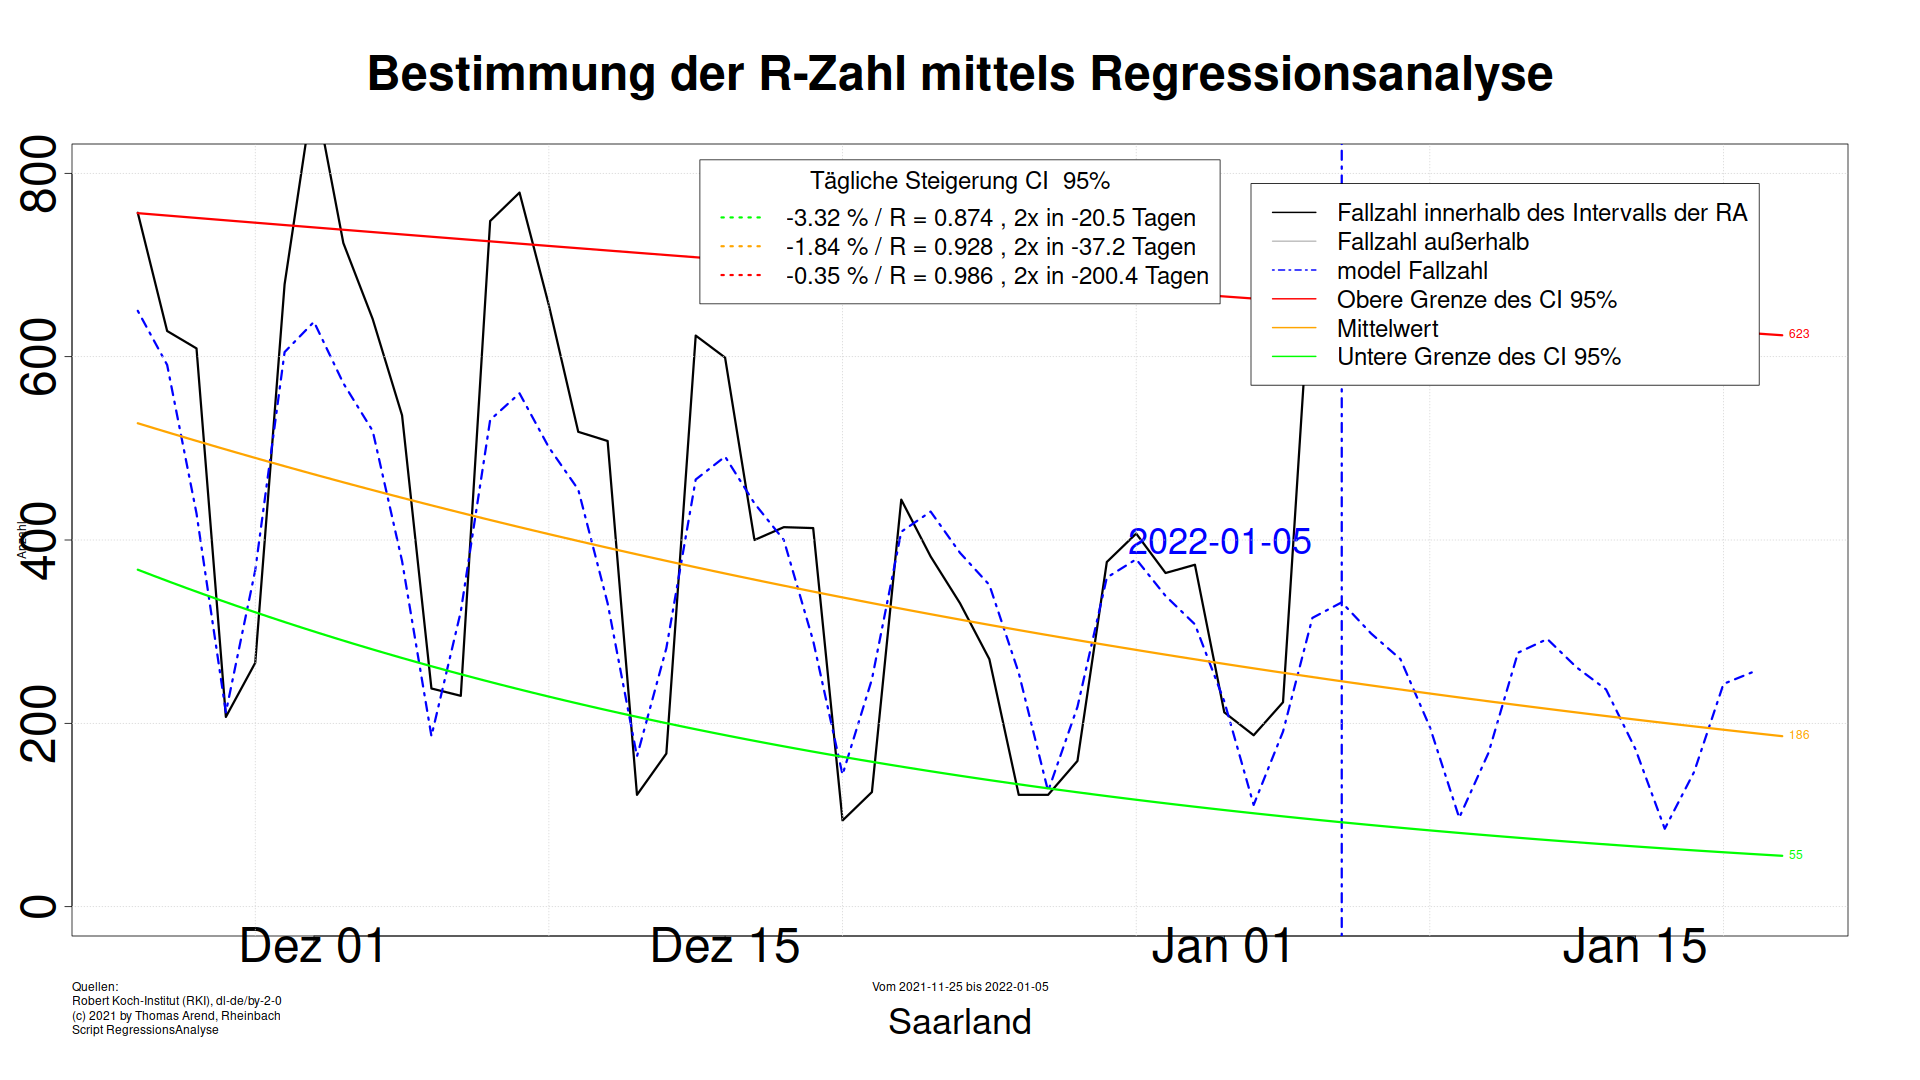 Bestimmung der R-Zahl mittels Regressionsanalyse
Tägliche Steigerung CI  95%
-3.32 % / R = 0.874 , 2x in -20.5 Tagen
-1.84 % / R = 0.928 , 2x in -37.2 Tagen
-0.35 % / R = 0.986 , 2x in -200.4 Tagen
Fallzahl innerhalb des Intervalls der RA
Fallzahl außerhalb
model Fallzahl
Obere Grenze des CI 95%
Mittelwert
Untere Grenze des CI 95%
800
600
400
200
0
Anzahl
623
2022-01-05
186
55
Dez 01
Dez 15
Jan 01
Jan 15
Quellen:
Robert Koch-Institut (RKI), dl-de/by-2-0
(c) 2021 by Thomas Arend, Rheinbach
Script RegressionsAnalyse
Vom 2021-11-25 bis 2022-01-05
Saarland